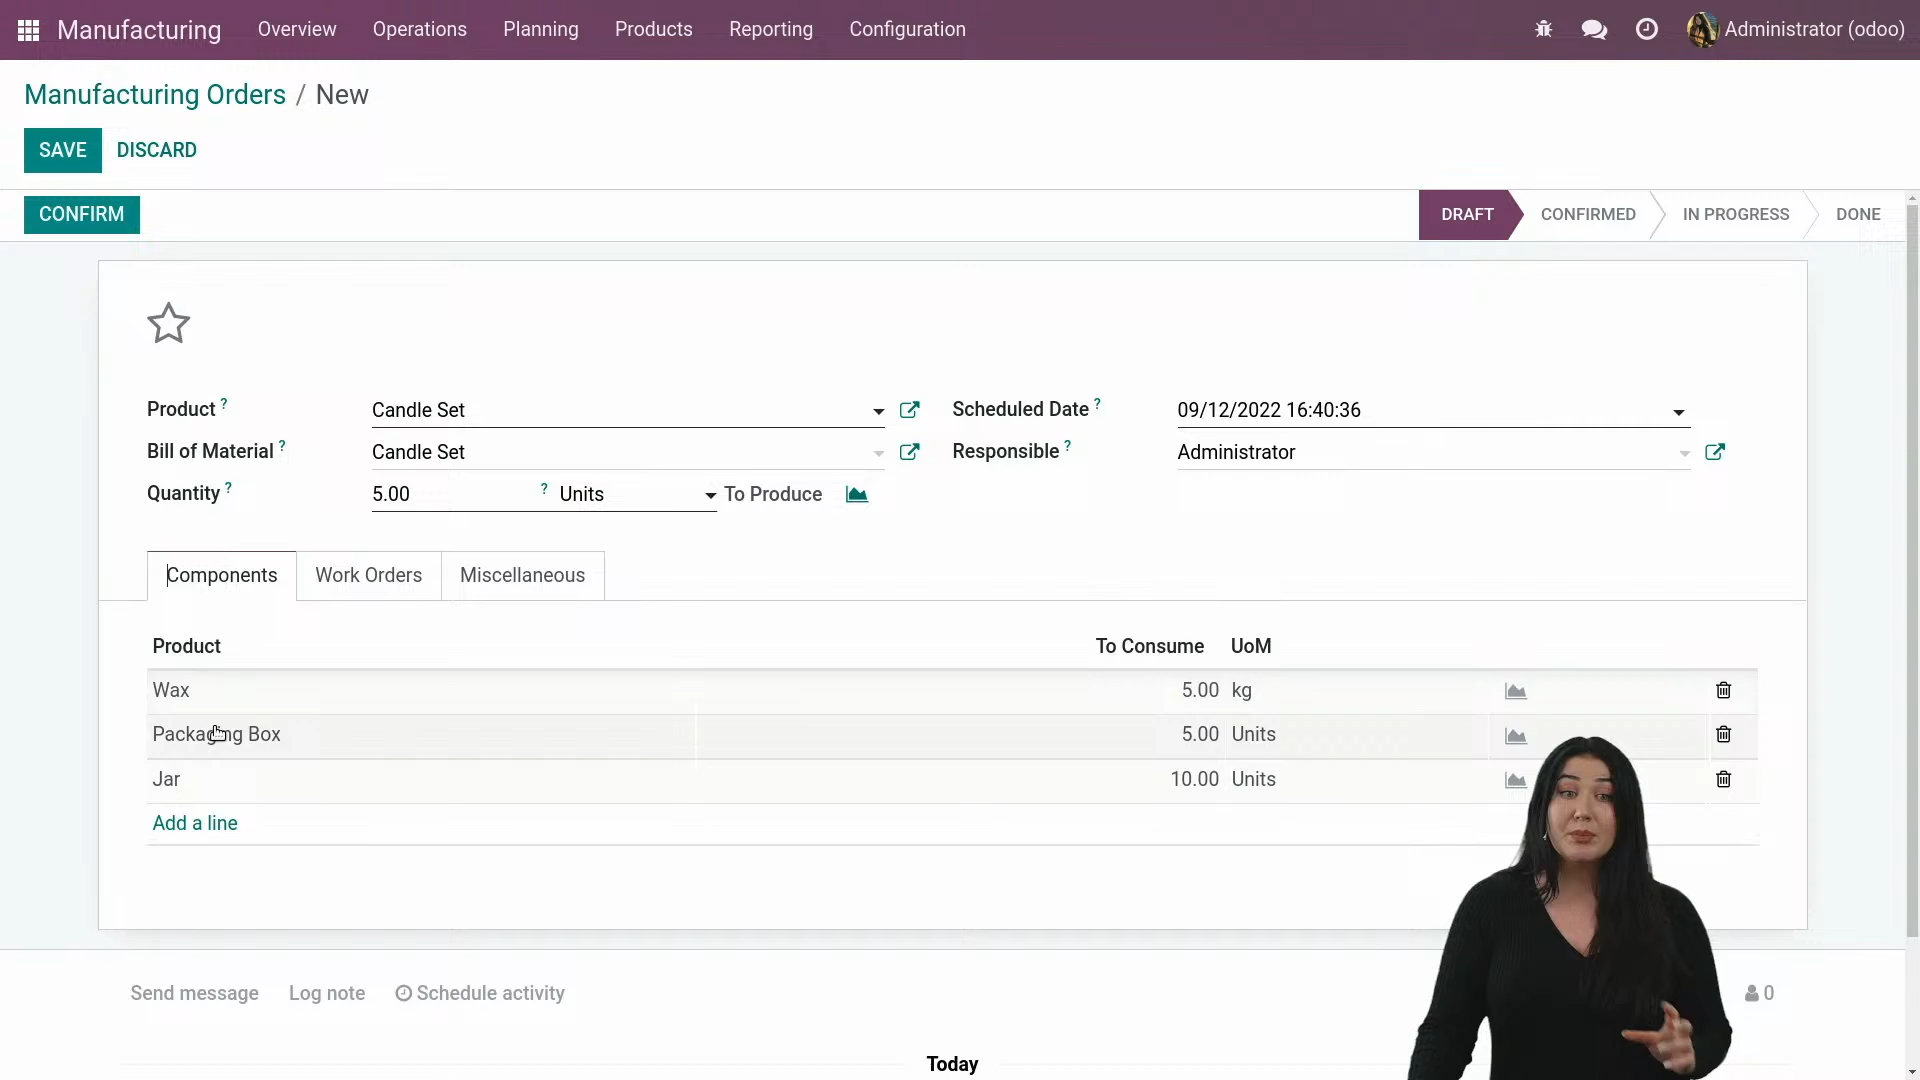 Manufacturing Overview Operations Planning Products Reporting Configuration Administrator (odoo)
Manufacturing Orders / New
SAVE DISCARD
CONFIRM DRAFT CONFIRMED IN PROGRESS DONE
Product ? Candle Set Scheduled Date ? 09/12/2022 16:40:36
Bill of Material ? Candle Set Responsible ? Administrator
Quantity ? 5.00 ? Units To Produce
Components Work Orders Miscellaneous
Product To Consume UoM
Wax 5.00 kg
Packaging Box 5.00 Units
Jar 10.00 Units
Add a line
Send message Log note Schedule activity 0
Today